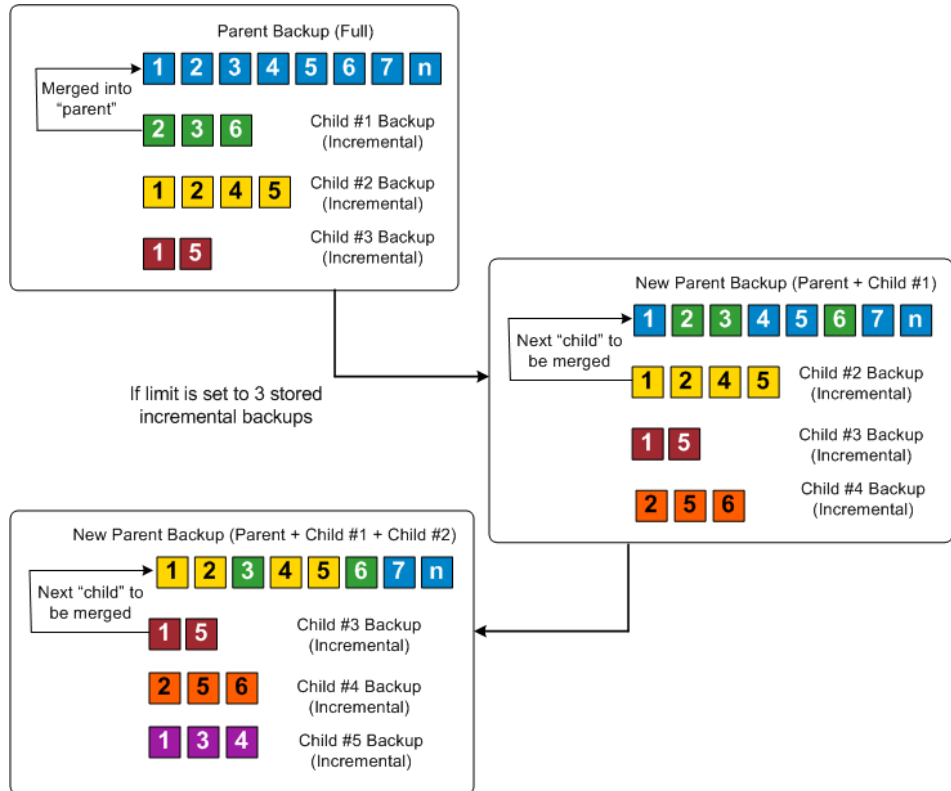 Parent Backup (Full)
1 2 3 4 5 6 7 n
Merged into
“parent”
2 3 6
Child #1 Backup
(Incremental)
1 2 4 5
Child #2 Backup
(Incremental)
1 5
Child #3 Backup
(Incremental)
If limit is set to 3 stored
incremental backups
New Parent Backup (Parent + Child #1)
1 2 3 4 5 6 7 n
Next “child” to
be merged
1 2 4 5
Child #2 Backup
(Incremental)
1 5
Child #3 Backup
(Incremental)
2 5 6
Child #4 Backup
(Incremental)
New Parent Backup (Parent + Child #1 + Child #2)
1 2 3 4 5 6 7 n
Next “child” to
be merged
1 5
Child #3 Backup
(Incremental)
2 5 6
Child #4 Backup
(Incremental)
1 3 4
Child #5 Backup
(Incremental)